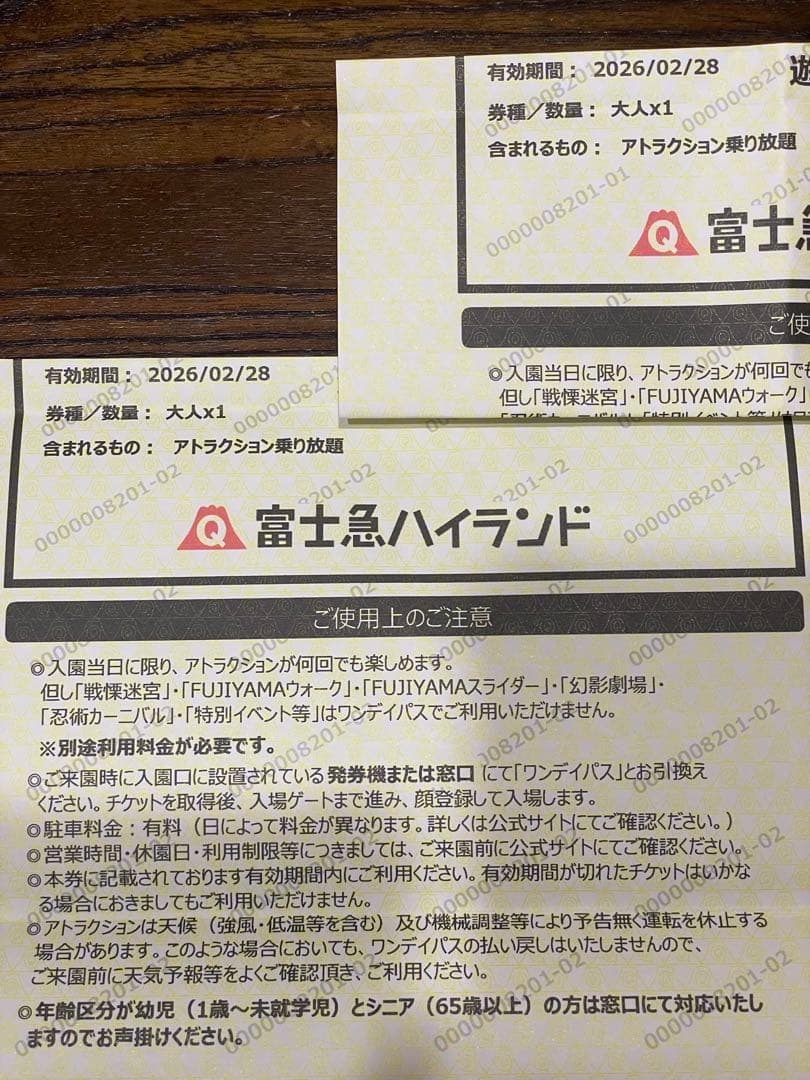 有効期間： 2026/02/28
遊
券種／数量： 大人x1
含まれるもの： アトラクション乗り放題
0000008201-01
Q 富士急
ご使
◎入園当日に限り、アトラクションが何回でも
但し「戦慄迷宮」・「FUJIYAMAウォーク」
有効期間： 2026/02/28
券種／数量： 大人x1
含まれるもの： アトラクション乗り放題
0000008201-02
Q 富士急ハイランド
ご使用上のご注意
◎入園当日に限り、アトラクションが何回でも楽しめます。
但し「戦慄迷宮」・「FUJIYAMAウォーク」・「FUJIYAMAスライダー」・「幻影劇場」・
「忍術カーニバル」・「特別イベント等」はワンデイパスでご利用いただけません。
※別途利用料金が必要です。
◎ご来園時に入園口に設置されている発券機または窓口 にて「ワンデイパス」とお引換え
ください。チケットを取得後、入場ゲートまで進み、顔登録して入場します。
◎駐車料金：有料（日によって料金が異なります。詳しくは公式サイトにてご確認ください。）
◎営業時間・休園日・利用制限等につきましては、ご来園前に公式サイトにてご確認ください。
◎本券に記載されております有効期間内にご利用ください。有効期間が切れたチケットはいかな
る場合におきましてもご利用いただけません。
◎アトラクションは天候（強風・低温等を含む）及び機械調整等により予告無く運転を休止する
場合があります。このような場合においても、ワンデイパスの払い戻しはいたしませんので、
ご来園前に天気予報等をよくご確認頂き、ご利用ください。
◎年齢区分が幼児（1歳～未就学児）とシニア（65歳以上）の方は窓口にて対応いたし
ますのでお声掛けください。